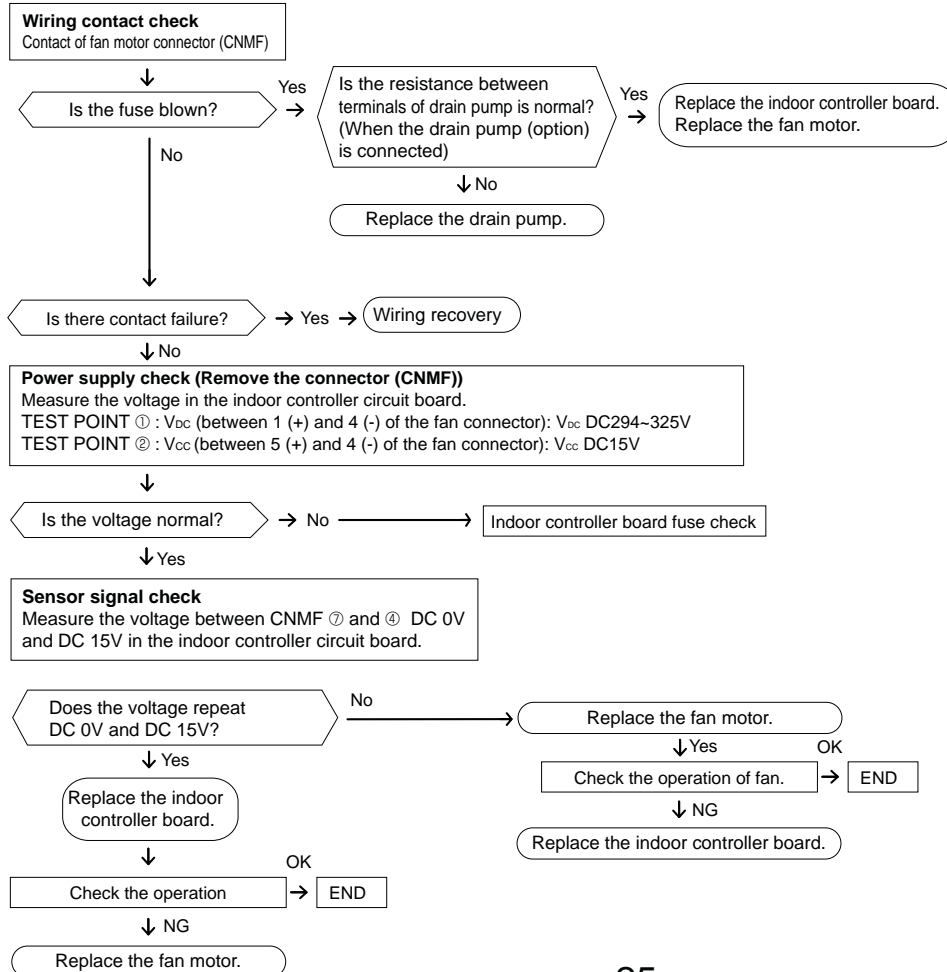 Wiring contact check
Contact of fan motor connector (CNMF)
Is the fuse blown?
Yes
Is the resistance between
terminals of drain pump is normal?
(When the drain pump (option)
is connected)
Yes
Replace the indoor controller board.
Replace the fan motor.
No
No
Replace the drain pump.
Is there contact failure?
Yes
Wiring recovery
No
Power supply check (Remove the connector (CNMF))
Measure the voltage in the indoor controller circuit board.
TEST POINT ① : VDC (between 1 (+) and 4 (-) of the fan connector): VDC DC294~325V
TEST POINT ② : VCC (between 5 (+) and 4 (-) of the fan connector): VCC DC15V
Is the voltage normal?
No
Indoor controller board fuse check
Yes
Sensor signal check
Measure the voltage between CNMF ⑦ and ④ DC 0V
and DC 15V in the indoor controller circuit board.
Does the voltage repeat
DC 0V and DC 15V?
No
Replace the fan motor.
Yes
Yes
OK
Check the operation of fan.
END
Replace the indoor
controller board.
NG
Replace the indoor controller board.
OK
Check the operation
END
NG
Replace the fan motor.